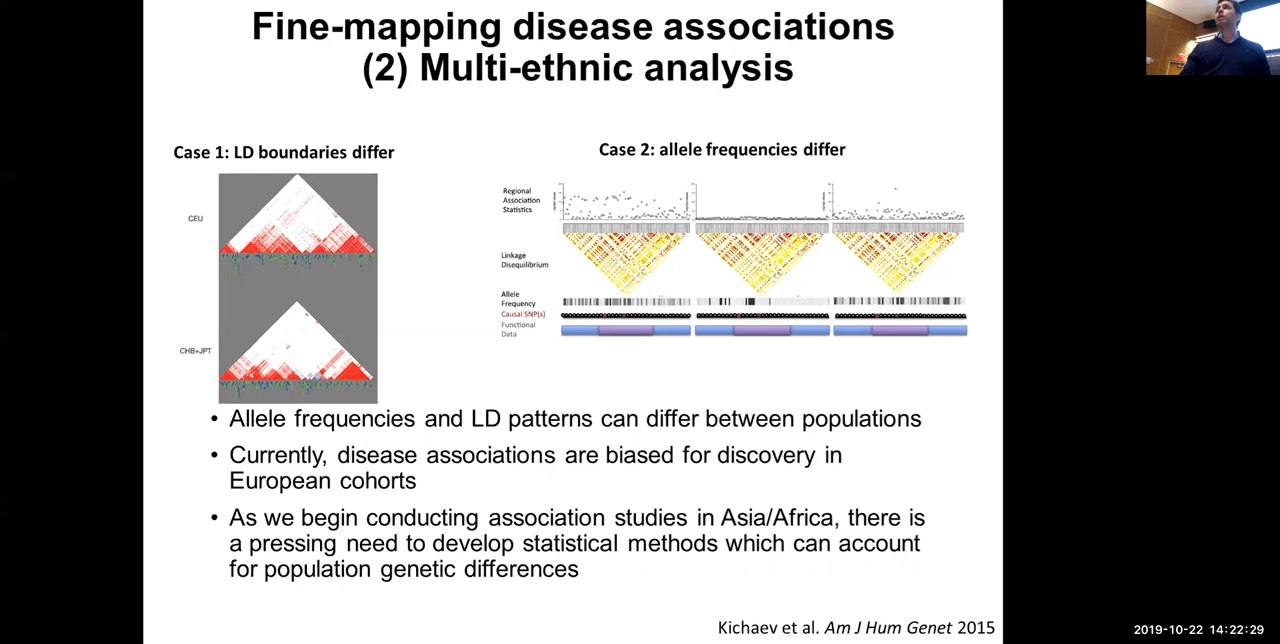 Fine-mapping disease associations
(2) Multi-ethnic analysis
Case 1: LD boundaries differ
CEU
CHB+JPT
Case 2: allele frequencies differ
Regional
Association
Statistics
Linkage
Disequilibrium
Allele
Frequency
Causal SNP(s)
Functional
Data
• Allele frequencies and LD patterns can differ between populations
• Currently, disease associations are biased for discovery in
European cohorts
• As we begin conducting association studies in Asia/Africa, there is
a pressing need to develop statistical methods which can account
for population genetic differences
Kichaev et al. Am J Hum Genet 2015
2019-10-22 14:22:29